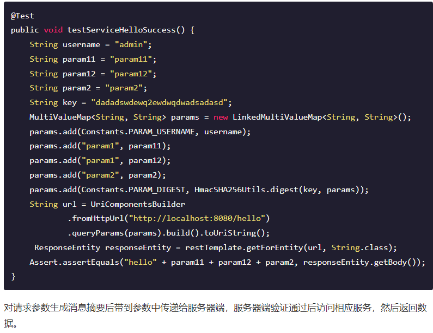 @Test
public void testServiceHelloSuccess() {
    String username = "admin";
    String param11 = "param11";
    String param12 = "param12";
    String param2 = "param2";
    String key = "dadadswdewq2ewdwqdwadsadasd";
    MultiValueMap<String, String> params = new LinkedMultiValueMap<String, String>();
    params.add(Constants.PARAM_USERNAME, username);
    params.add("param1", param11);
    params.add("param1", param12);
    params.add("param2", param2);
    params.add(Constants.PARAM_DIGEST, HmacSHA256Utils.digest(key, params));
    String url = UriComponentsBuilder
            .fromHttpUrl("http://localhost:8080/hello")
            .queryParams(params).build().toUriString();
     ResponseEntity responseEntity = restTemplate.getForEntity(url, String.class);
    Assert.assertEquals("hello" + param11 + param12 + param2, responseEntity.getBody());
}
对请求参数生成消息摘要后带到参数中传递给服务器端，服务器端验证通过后访问相应服务，然后返回数
据。